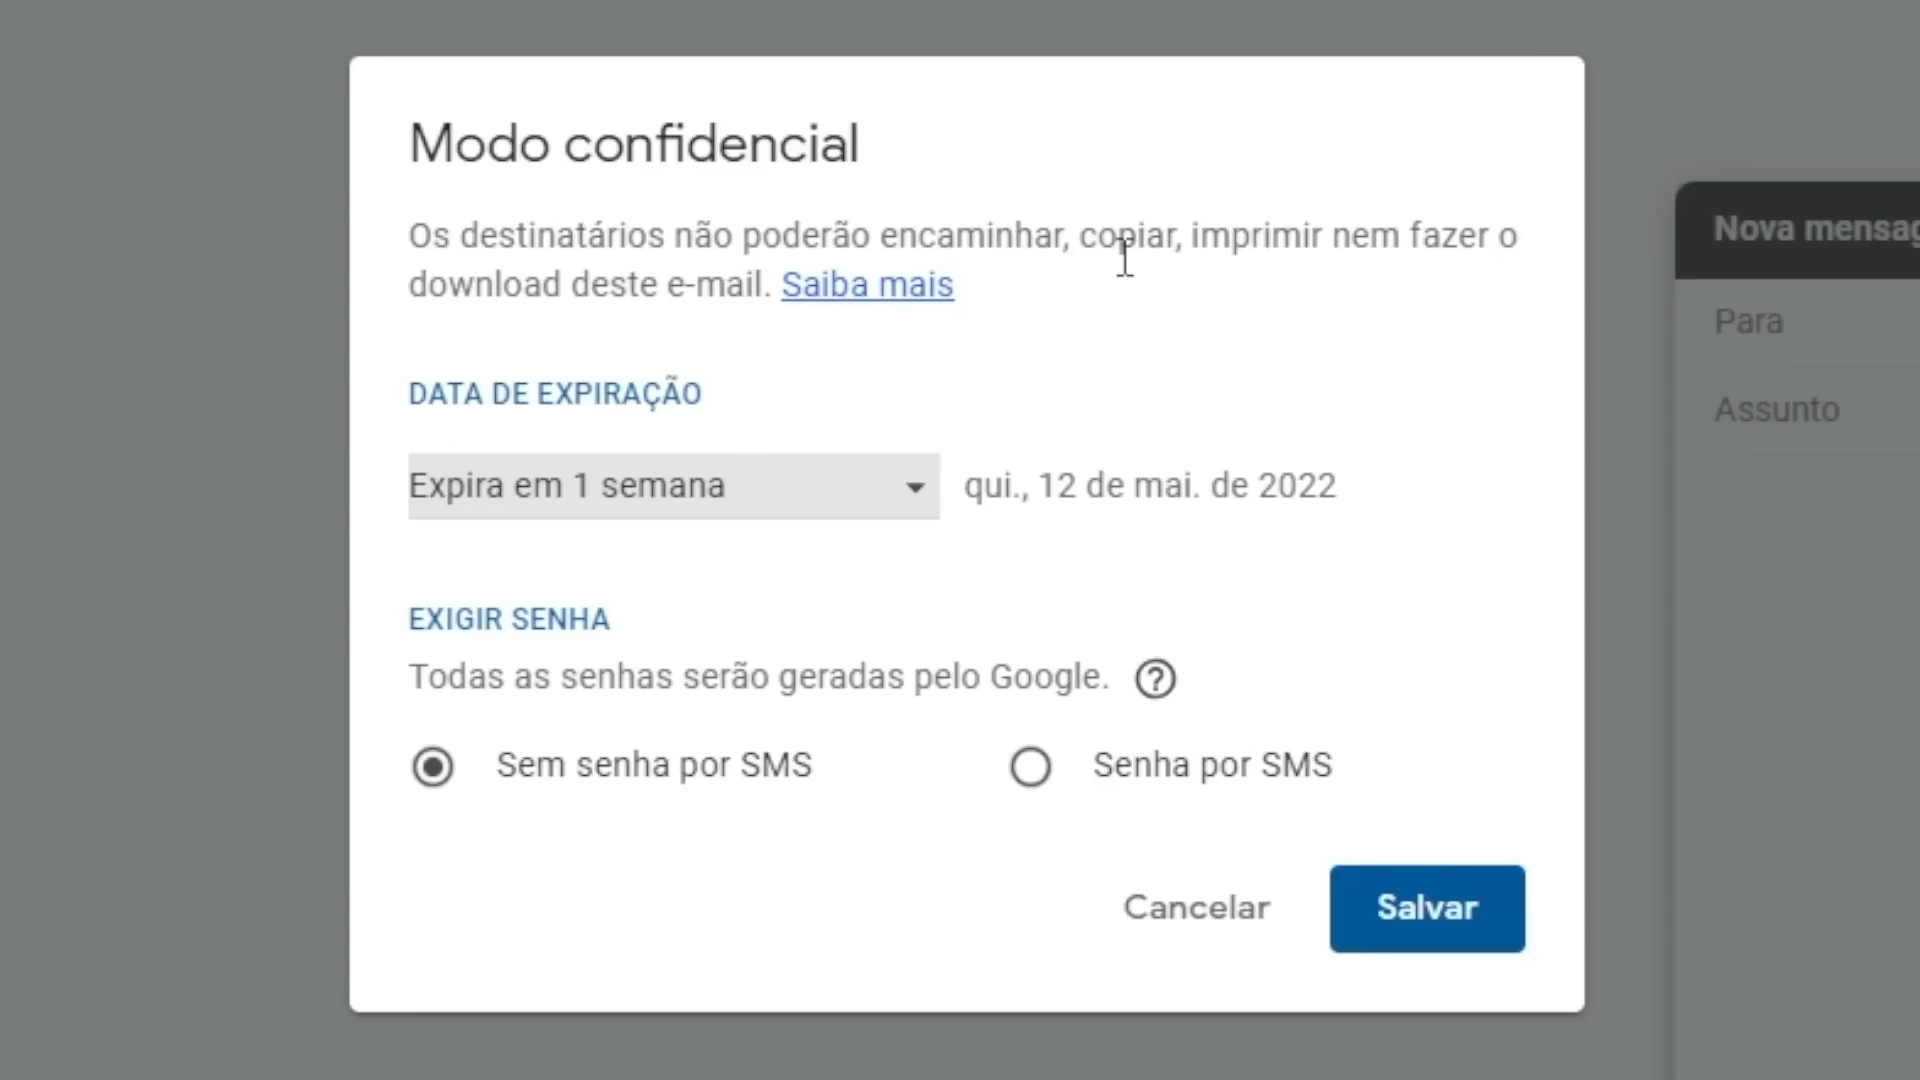 Modo confidencial
Os destinatários não poderão encaminhar, copiar, imprimir nem fazer o
download deste e-mail. Saiba mais
DATA DE EXPIRAÇÃO
Expira em 1 semana qui., 12 de mai. de 2022
EXIGIR SENHA
Todas as senhas serão geradas pelo Google.
Sem senha por SMS Senha por SMS
Cancelar Salvar
Nova mensag
Para
Assunto